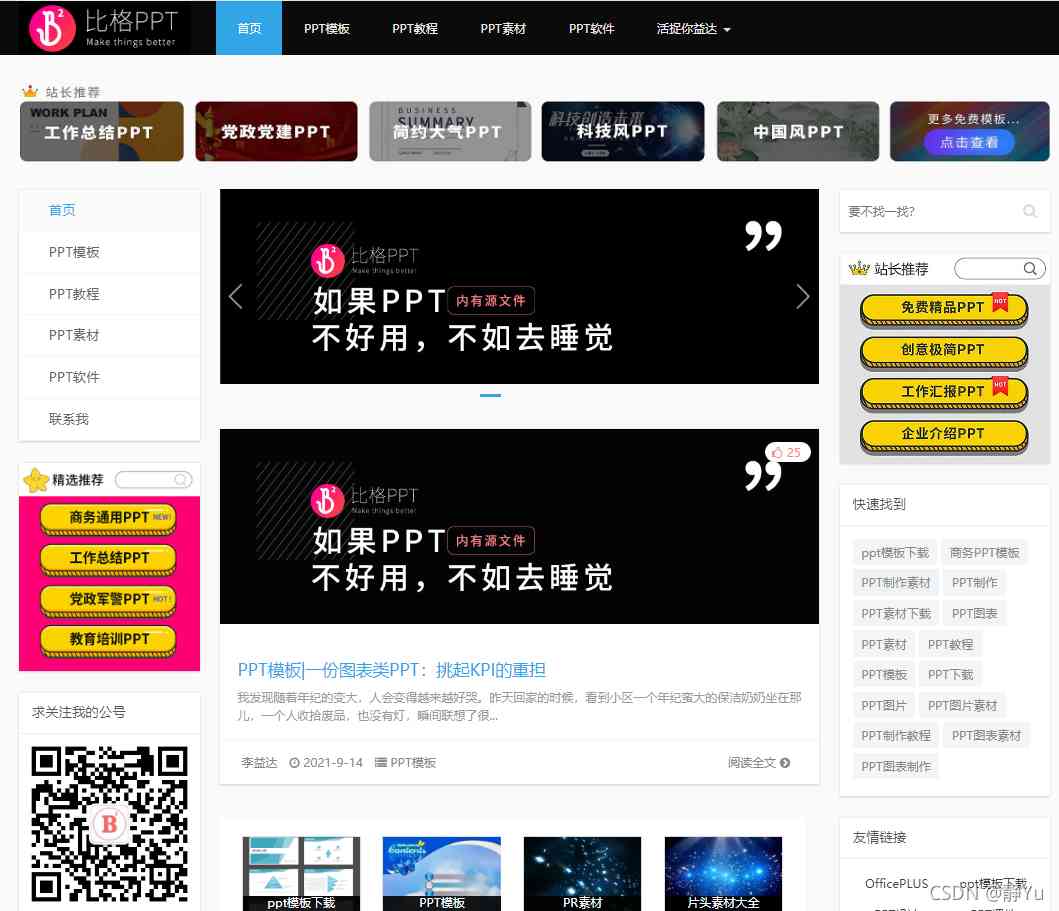 比格PPT
Make things better
首页
PPT模板
PPT教程
PPT素材
PPT软件
活捉你益达
站长推荐
WORK PLAN
工作总结PPT
党政党建PPT
BUSINESS
SUMMARY
简约大气PPT
科技创造未来
科技风PPT
中国风PPT
更多免费模板...
点击查看
首页
PPT模板
PPT教程
PPT素材
PPT软件
联系我
精选推荐
商务通用PPT NEW!
工作总结PPT
党政军警PPT HOT!
教育培训PPT
求关注我的公号
比格PPT
Make things better
如果PPT 内有源文件
不好用，不如去睡觉
25
比格PPT
Make things better
如果PPT 内有源文件
不好用，不如去睡觉
PPT模板|一份图表类PPT：挑起KPI的重担
我发现随着年纪的变大，人会变得越来越好哭。昨天回家的时候，看到小区一个年纪蛮大的保洁奶奶坐在那
儿，一个人收拾废品，也没有灯，瞬间联想了很...
李益达 2021-9-14 PPT模板
阅读全文
ppt模板下载
Contents
PPT模板
PR素材
片头素材大全
要不找一找?
站长推荐
免费精品PPT HOT
创意极简PPT
工作汇报PPT HOT
企业介绍PPT
快速找到
ppt模板下载 商务PPT模板
PPT制作素材 PPT制作
PPT素材下载 PPT图表
PPT素材 PPT教程
PPT模板 PPT下载
PPT图片 PPT图片素材
PPT制作教程 PPT图表素材
PPT图表制作
友情链接
OfficePLUS ppt模板下载
CSDN @静Yu